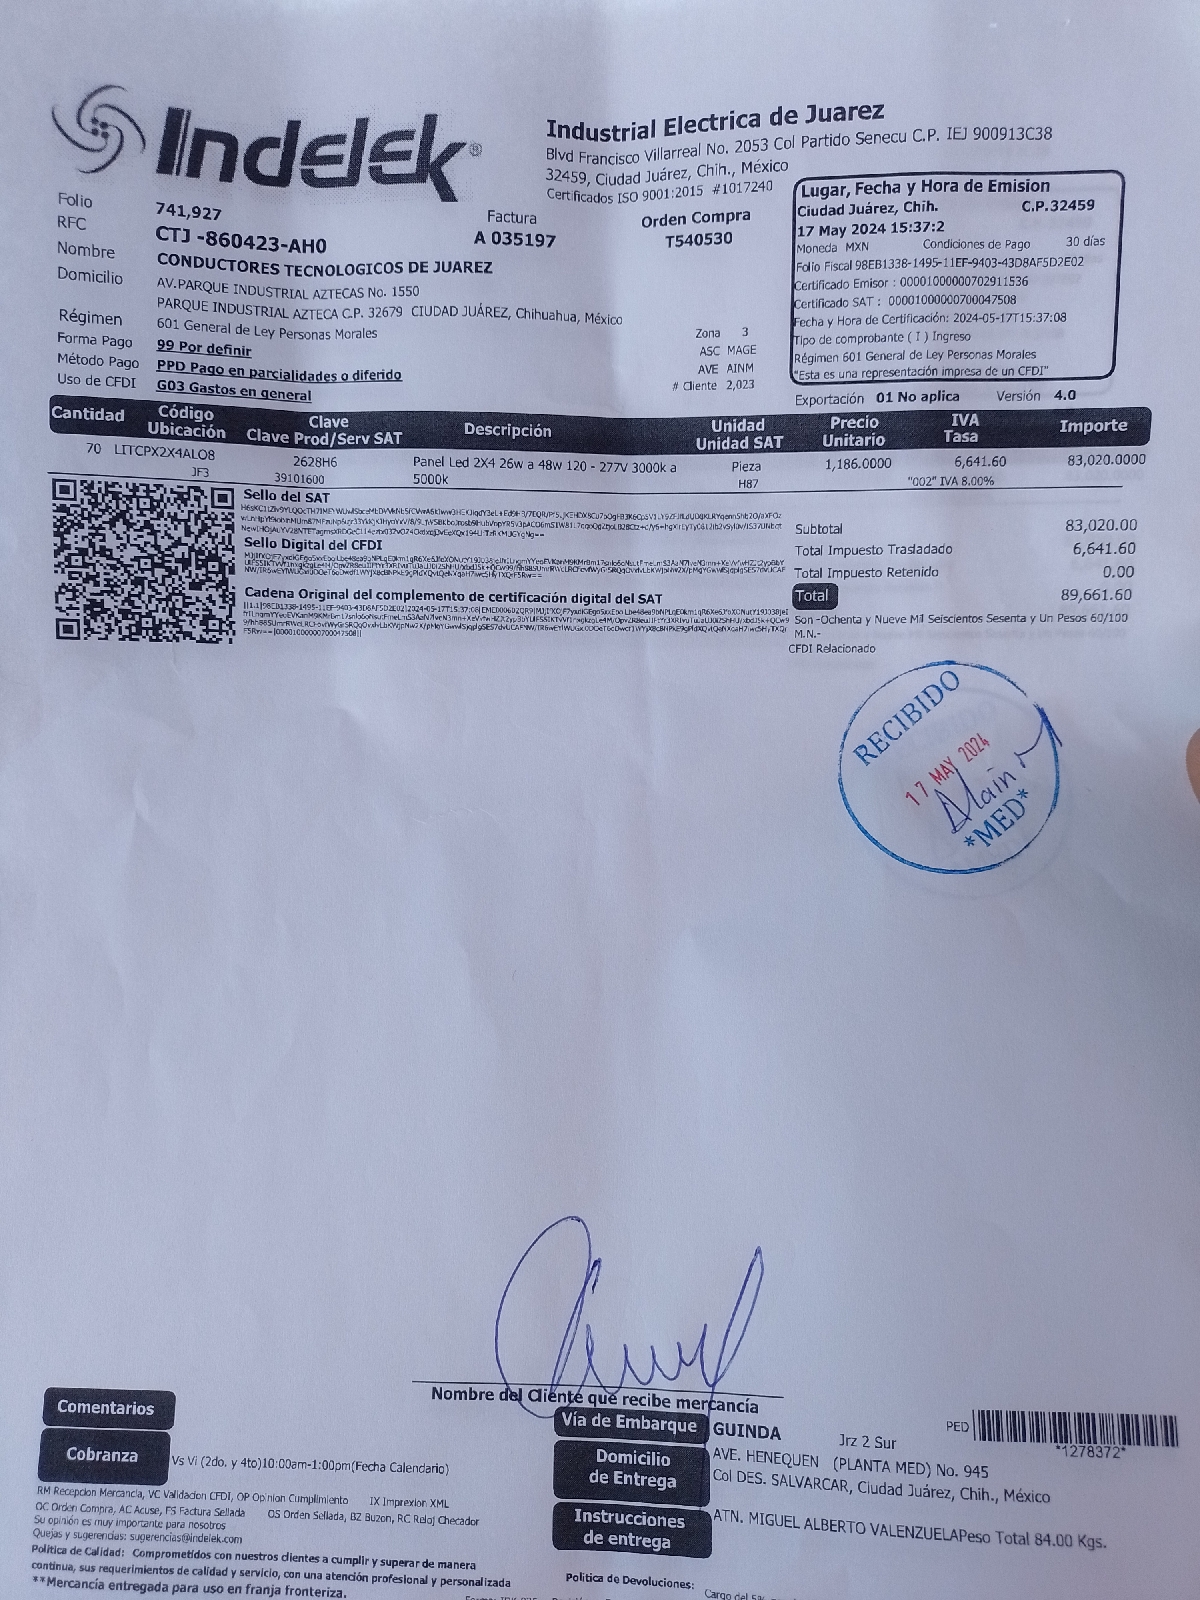 Indelek®
Industrial Electrica de Juarez
Blvd Francisco Villarreal No. 2053 Col Partido Senecu C.P. IEJ 900913C38
32459, Ciudad Juárez, Chih., México
Certificados ISO 9001:2015 #1017240
Folio 741,927
Factura
A 035197
Orden Compra
T540530
RFC CTJ -860423-AH0
Nombre CONDUCTORES TECNOLOGICOS DE JUAREZ
Domicilio AV.PARQUE INDUSTRIAL AZTECAS No. 1550
PARQUE INDUSTRIAL AZTECA C.P. 32679 CIUDAD JUÁREZ, Chihuahua, México
Régimen 601 General de Ley Personas Morales
Forma Pago 99 Por definir
Método Pago PPD Pago en parcialidades o diferido
Uso de CFDI G03 Gastos en general
Zona 3
ASC MAGE
AVE AINM
# Cliente 2,023
Lugar, Fecha y Hora de Emision
Ciudad Juárez, Chih. C.P.32459
17 May 2024 15:37:2
Moneda MXN Condiciones de Pago 30 días
Folio Fiscal 98EB1338-1495-11EF-9403-43D8AF5D2E02
Certificado Emisor : 00001000000702911536
Certificado SAT : 00001000000700047508
Fecha y Hora de Certificación: 2024-05-17T15:37:08
Tipo de comprobante ( I ) Ingreso
Régimen 601 General de Ley Personas Morales
"Esta es una representación impresa de un CFDI"
Exportación 01 No aplica Versión 4.0
Cantidad Código Ubicación Clave Clave Prod/Serv SAT Descripción Unidad Unidad SAT Precio Unitario IVA Tasa Importe
70 LITCPX2X4ALO8 2628H6 Panel Led 2X4 26w a 48w 120 - 277V 3000k a Pieza 1,186.0000 6,641.60 83,020.0000
JF3 39101600 5000k H87 "002" IVA 8.00%
Sello del SAT
Sello Digital del CFDI
Cadena Original del complemento de certificación digital del SAT
Subtotal 83,020.00
Total Impuesto Trasladado 6,641.60
Total Impuesto Retenido 0.00
Total 89,661.60
Son -Ochenta y Nueve Mil Seiscientos Sesenta y Un Pesos 60/100
M.N.-
CFDI Relacionado
RECIBIDO
17 MAY 2024
Alain
*MED*
Nombre del Cliente que recibe mercancía
Comentarios
Cobranza Vs Vi (2do. y 4to)10:00am-1:00pm(Fecha Calendario)
RM Recepcion Mercancia, VC Validacion CFDI, OP Opinion Cumplimiento IX Impresion XML
OC Orden Compra, AC Acuse, FS Factura Sellada OS Orden Sellada, BZ Buzon, RC Reloj Checador
Su opinión es muy importante para nosotros
Quejas y sugerencias: sugerencias@indelek.com
Politica de Calidad: Comprometidos con nuestros clientes a cumplir y superar de manera
continua, sus requerimientos de calidad y servicio, con una atención profesional y personalizada
**Mercancía entregada para uso en franja fronteriza.
Vía de Embarque GUINDA Jrz 2 Sur
PED
*1278372*
Domicilio de Entrega AVE. HENEQUEN (PLANTA MED) No. 945
Col DES. SALVARCAR, Ciudad Juárez, Chih., México
Instrucciones de entrega ATN. MIGUEL ALBERTO VALENZUELAPeso Total 84.00 Kgs.
Politica de Devoluciones:
Cargo del 5%